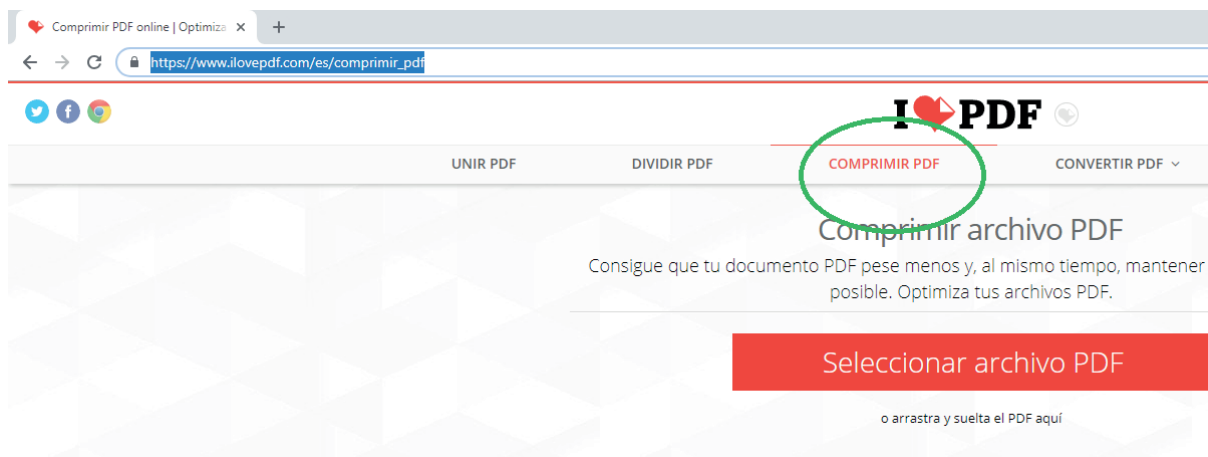 Comprimir PDF online | Optimiza
https://www.ilovepdf.com/es/comprimir_pdf
I PDF
UNIR PDF DIVIDIR PDF COMPRIMIR PDF CONVERTIR PDF
Comprimir archivo PDF
Consigue que tu documento PDF pese menos y, al mismo tiempo, mantener
posible. Optimiza tus archivos PDF.
Seleccionar archivo PDF
o arrastra y suelta el PDF aquí